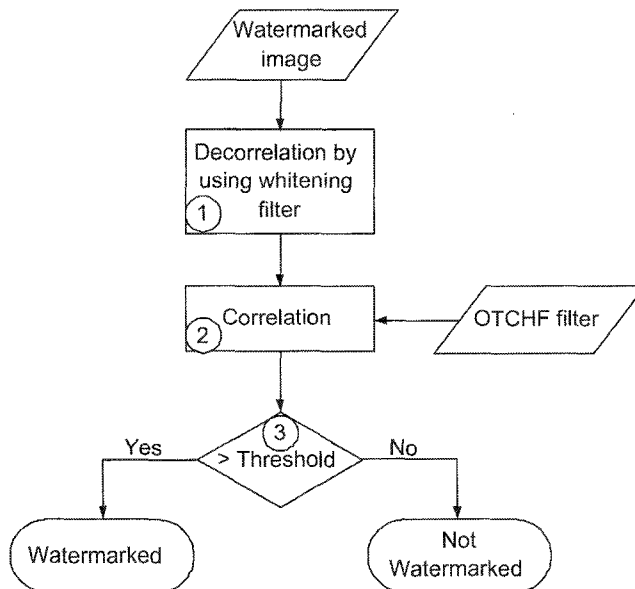 Watermarked
image
Decorrelation by
using whitening
filter
1
Correlation
2
OTCHF filter
3
> Threshold
Yes
No
Watermarked
Not
Watermarked